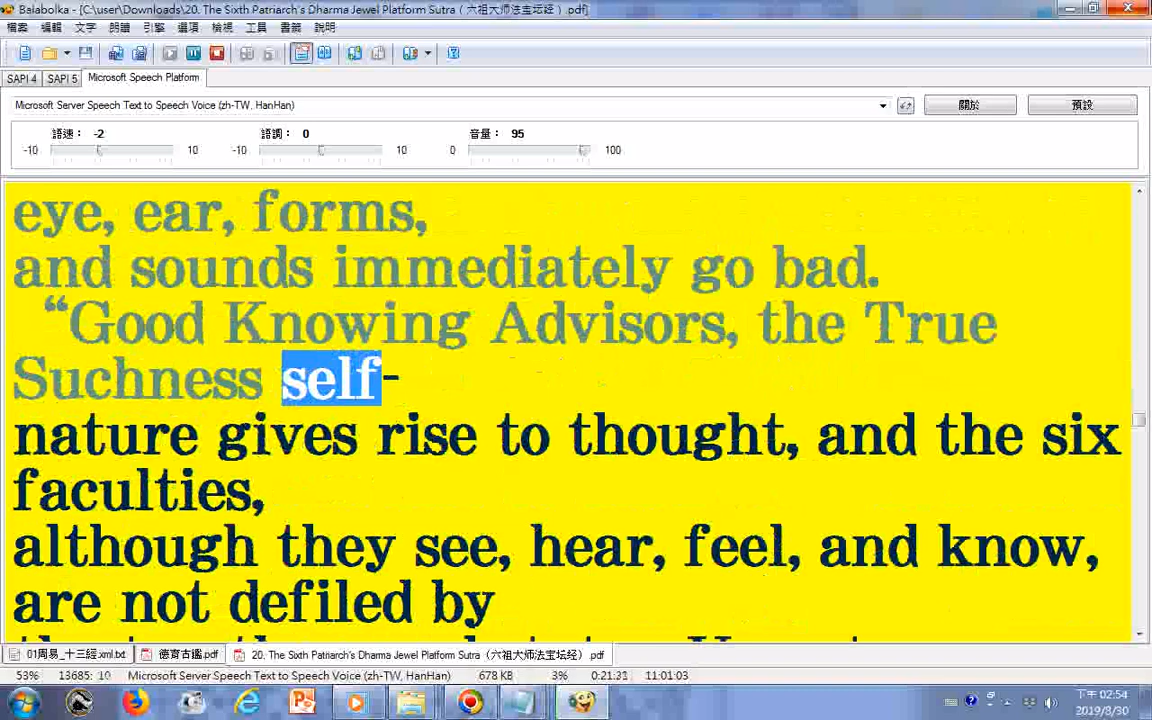 Balabolka - [C:\user\Downloads\20. The Sixth Patriarch's Dharma Jewel Platform Sutra（六祖大师法宝坛经）.pdf]
檔案 編輯 文字 朗讀 引擎 選項 檢視 工具 書籤 說明
SAPI 4 SAPI 5 Microsoft Speech Platform
Microsoft Server Speech Text to Speech Voice (zh-TW, HanHan) 關於 預設
語速： -2 語調： 0 音量： 95
-10 10 -10 10 0 100
eye, ear, forms,
and sounds immediately go bad.
“Good Knowing Advisors, the True
Suchness self-
nature gives rise to thought, and the six
faculties,
although they see, hear, feel, and know,
are not defiled by
01周易_十三經.xml.txt 德育古鑑.pdf 20. The Sixth Patriarch's Dharma Jewel Platform Sutra（六祖大师法宝坛经）.pdf
53% 13685: 10 Microsoft Server Speech Text to Speech Voice (zh-TW, HanHan) 678 KB 3% 0:21:31 11:01:03
下午 02:54
2019/8/30